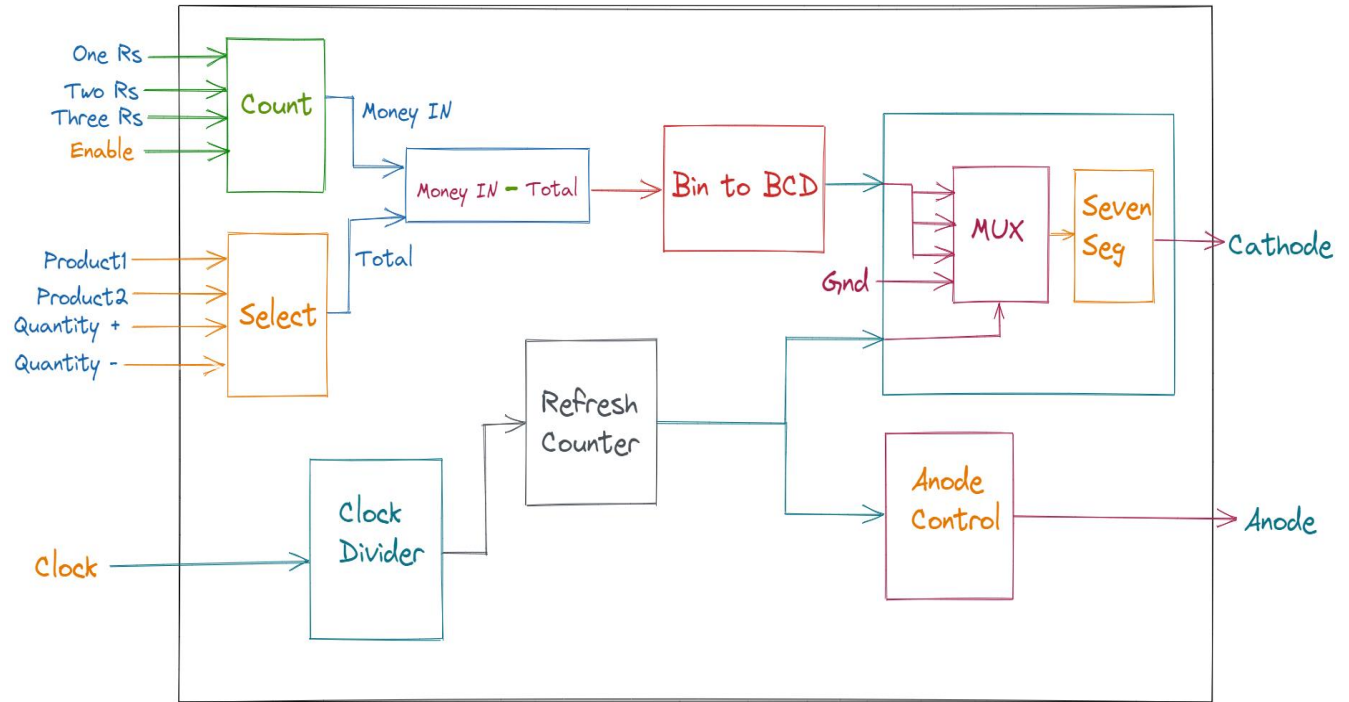 One Rs
Two Rs
Three Rs
Enable
Count
Money IN
Money IN - Total
Bin to BCD
MUX
Seven
Seg
Cathode
Gnd
Product1
Product2
Quantity +
Quantity -
Select
Total
Refresh
Counter
Clock
Clock
Divider
Anode
Control
Anode